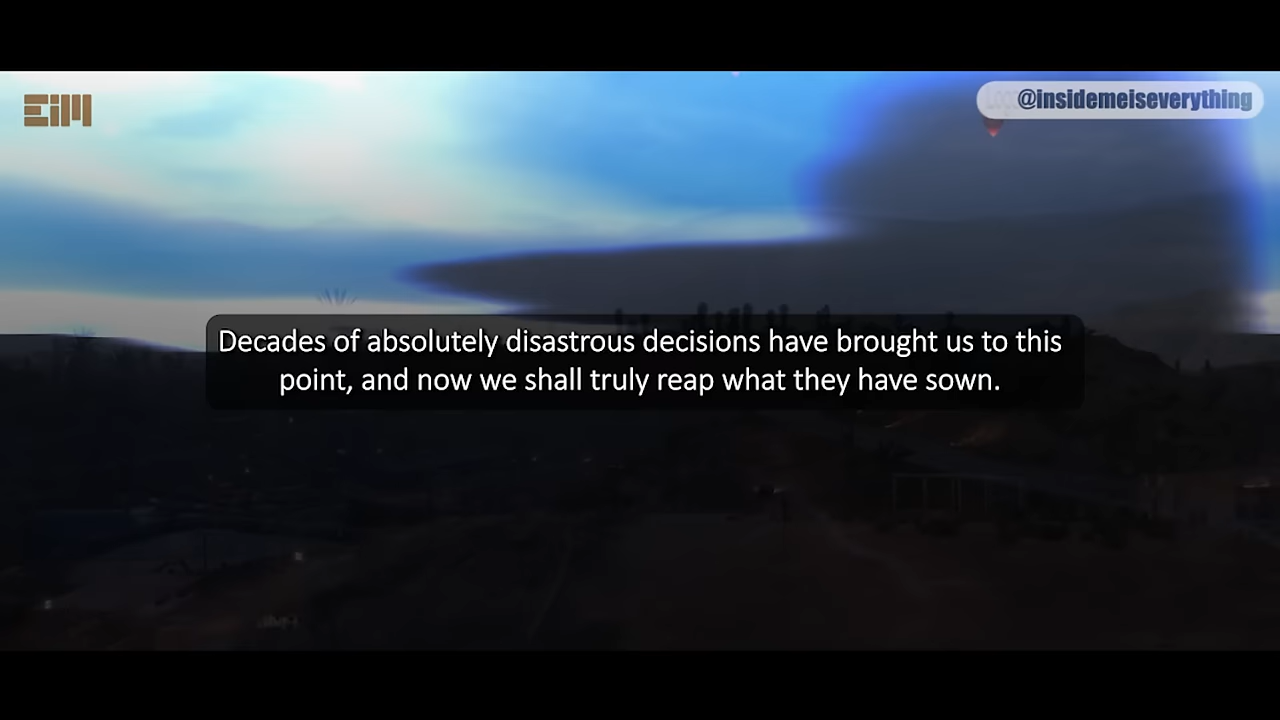 EiM
@insidemeiseverything
Decades of absolutely disastrous decisions have brought us to this
point, and now we shall truly reap what they have sown.